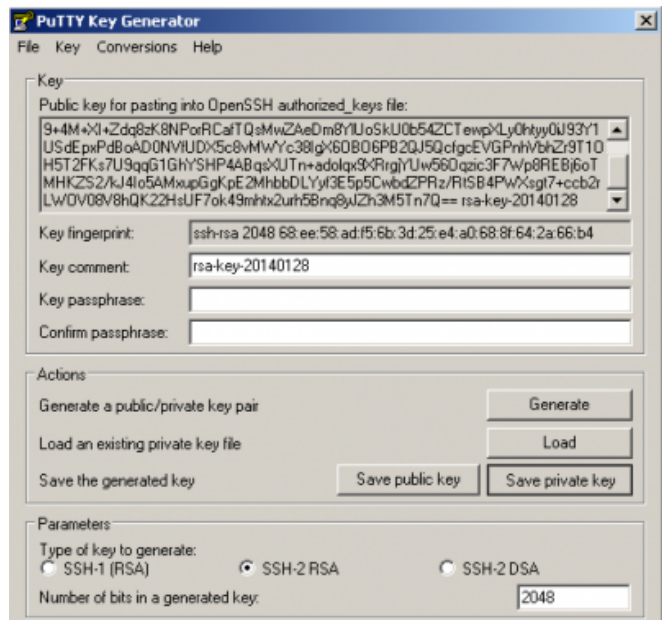 PuTTY Key Generator
File Key Conversions Help
Key
Public key for pasting into OpenSSH authorized_keys file:
rsa-key-20140128
Key fingerprint: ssh-rsa 2048 68:ee:58:ad:f5:6b:3d:25:e4:a0:68:8f:64:2a:66:b4
Key comment: rsa-key-20140128
Key passphrase:
Confirm passphrase:
Actions
Generate a public/private key pair Generate
Load an existing private key file Load
Save the generated key Save public key Save private key
Parameters
Type of key to generate:
SSH-1 (RSA) SSH-2 RSA SSH-2 DSA
Number of bits in a generated key: 2048